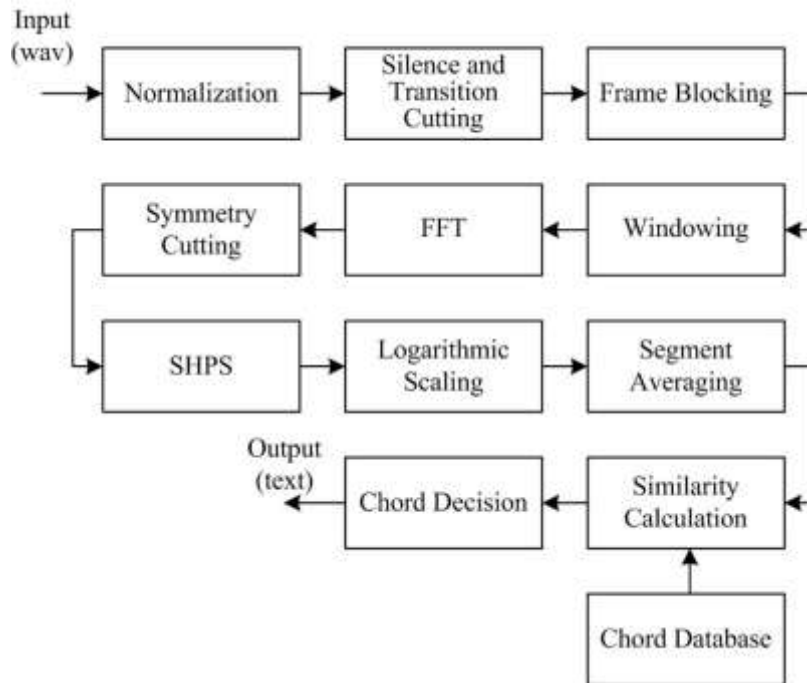 Input
(wav)
Normalization
Silence and
Transition
Cutting
Frame Blocking
Symmetry
Cutting
FFT
Windowing
SHPS
Logarithmic
Scaling
Segment
Averaging
Output
(text)
Chord Decision
Similarity
Calculation
Chord Database